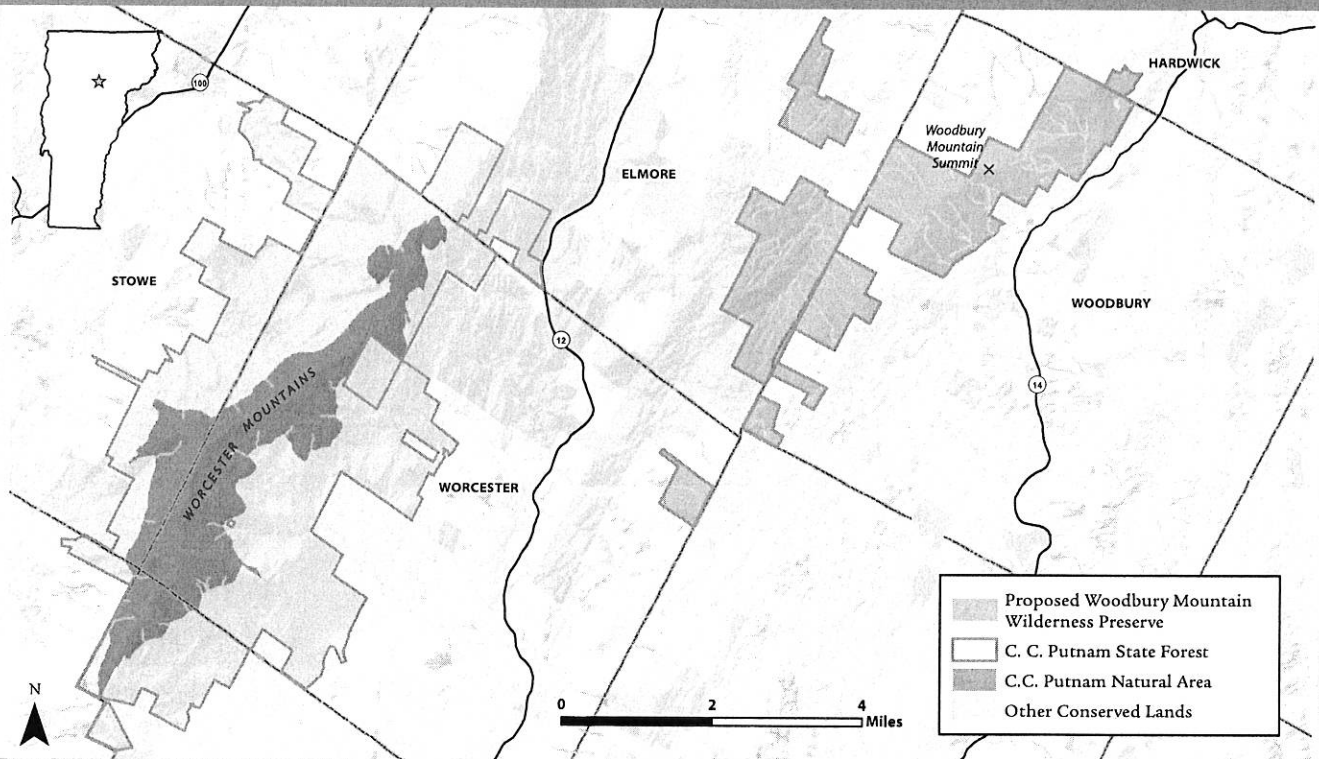 100
HARDWICK
Woodbury
Mountain
Summit
ELMORE
STOWE
WOODBURY
12
14
WORCESTER MOUNTAINS
WORCESTER
N
0 2 4
Miles
Proposed Woodbury Mountain
Wilderness Preserve
C. C. Putnam State Forest
C.C. Putnam Natural Area
Other Conserved Lands